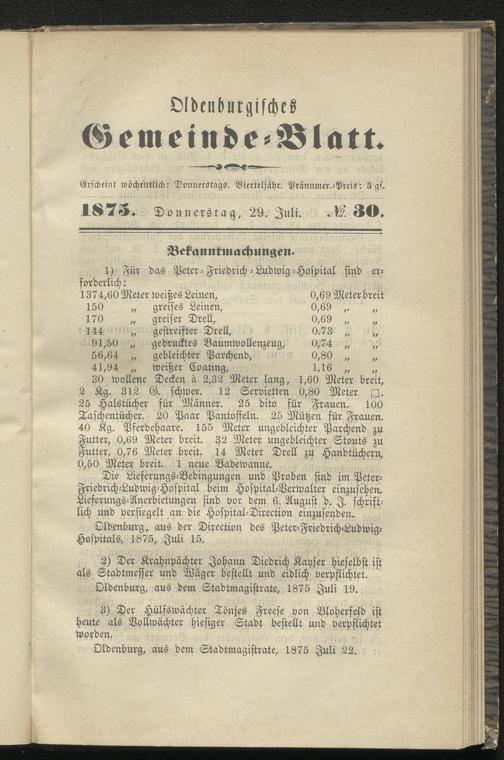 Oldenburgisches
Gemeinde-Blatt.
Erscheint wöchentlich: Donnerstags. Vierteljähr. Pränumer.-Preis: 5 gs.
1875. Donnerstag, 29. Juli. № 30.
Bekanntmachungen.
1) Für das Peter-Friedrich-Ludwig-Hospital sind er-
forderlich:
1374,60 Meter weißes Leinen, 0,69 Meter breit
150 „ greises Leinen, 0,69 „ „
170 „ greiser Drell, 0,69 „ „
144 „ gestreifter Drell, 0.73 „ „
91,50 „ gedrucktes Baumwollenzeug, 0,74 „ „
56,64 „ gebleichter Parchend, 0,80 „ „
41,94 „ weißer Coating, 1,16 „ „
30 wollene Decken à 2,32 Meter lang, 1,60 Meter breit,
2 Kg. 312 G. schwer. 12 Servietten 0,80 Meter □.
25 Halstücher für Männer. 25 dito für Frauen. 100
Taschentücher. 20 Paar Pantoffeln. 25 Mützen für Frauen.
40 Kg. Pferdehaare. 155 Meter ungebleichter Parchend zu
Futter, 0,69 Meter breit. 32 Meter ungebleichter Stouts zu
Futter, 0,76 Meter breit. 14 Meter Drell zu Handtüchern,
0,50 Meter breit. 1 neue Badewanne.
Die Lieferungs-Bedingungen und Proben sind im Peter-
Friedrich-Ludwig-Hospital beim Hospital-Verwalter einzusehen.
Lieferungs-Anerbietungen sind vor dem 6. August d. J. schrift-
lich und versiegelt an die Hospital-Direction einzusenden.
Oldenburg, aus der Direction des Peter-Friedrich-Ludwig-
Hospitals, 1875, Juli 15.
2) Der Krahnpächter Johann Diedrich Kayser hieselbst ist
als Stadtmesser und Wäger bestellt und eidlich verpflichtet.
Oldenburg, aus dem Stadtmagistrate, 1875 Juli 19.
3) Der Hülfswächter Tönjes Freese von Bloherfeld ist
heute als Vollwächter hiesiger Stadt bestellt und verpflichtet
worden.
Oldenburg, aus dem Stadtmagistrate, 1875 Juli 22.